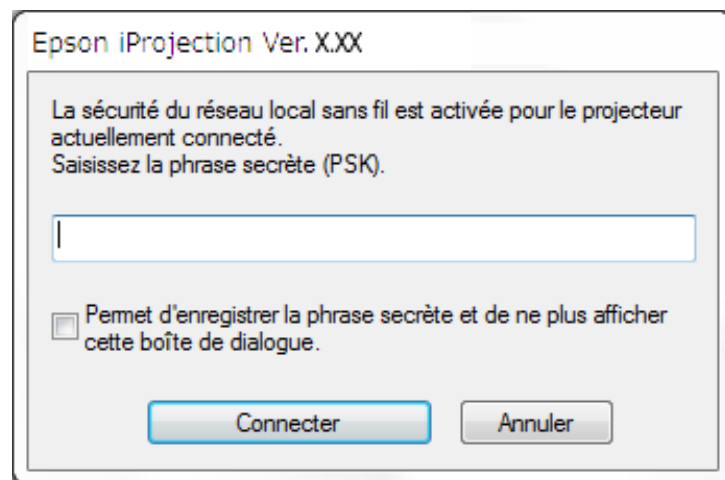 Epson iProjection Ver. X.XX
La sécurité du réseau local sans fil est activée pour le projecteur
actuellement connecté.
Saisissez la phrase secrète (PSK).
Permet d'enregistrer la phrase secrète et de ne plus afficher
cette boîte de dialogue.
Connecter
Annuler